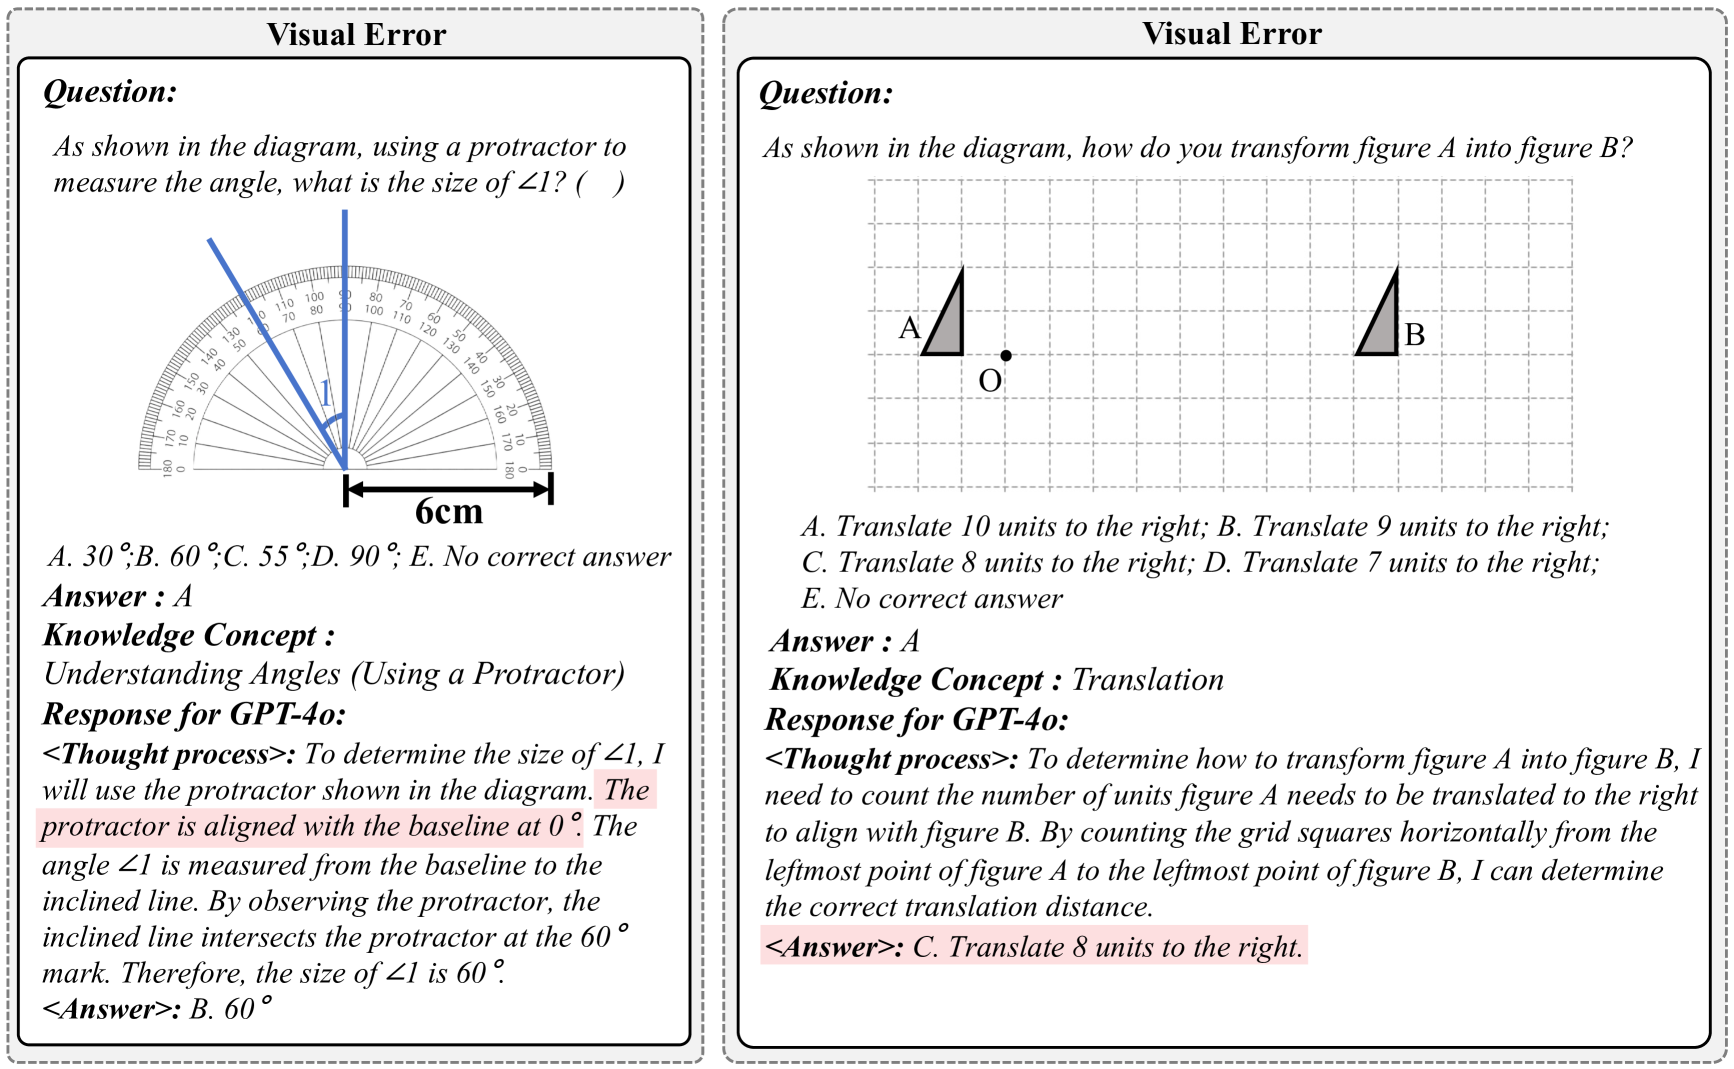 Visual Error
Question:
As shown in the diagram, using a protractor to
measure the angle, what is the size of ∠1? (   )
180 170 160 150 140 130 120 110 100 90 80 70 60 50 40 30 20 10 0
0 10 20 30 40 50 60 70 80 90 100 110 120 130 140 150 160 170 180
1
6cm
A. 30°;B. 60°;C. 55°;D. 90°; E. No correct answer
Answer : A
Knowledge Concept :
Understanding Angles (Using a Protractor)
Response for GPT-4o:
<Thought process>: To determine the size of ∠1, I
will use the protractor shown in the diagram. The
protractor is aligned with the baseline at 0°. The
angle ∠1 is measured from the baseline to the
inclined line. By observing the protractor, the
inclined line intersects the protractor at the 60°
mark. Therefore, the size of ∠1 is 60°.
<Answer>: B. 60°
Visual Error
Question:
As shown in the diagram, how do you transform figure A into figure B?
A
B
O
A. Translate 10 units to the right; B. Translate 9 units to the right;
C. Translate 8 units to the right; D. Translate 7 units to the right;
E. No correct answer
Answer : A
Knowledge Concept : Translation
Response for GPT-4o:
<Thought process>: To determine how to transform figure A into figure B, I
need to count the number of units figure A needs to be translated to the right
to align with figure B. By counting the grid squares horizontally from the
leftmost point of figure A to the leftmost point of figure B, I can determine
the correct translation distance.
<Answer>: C. Translate 8 units to the right.